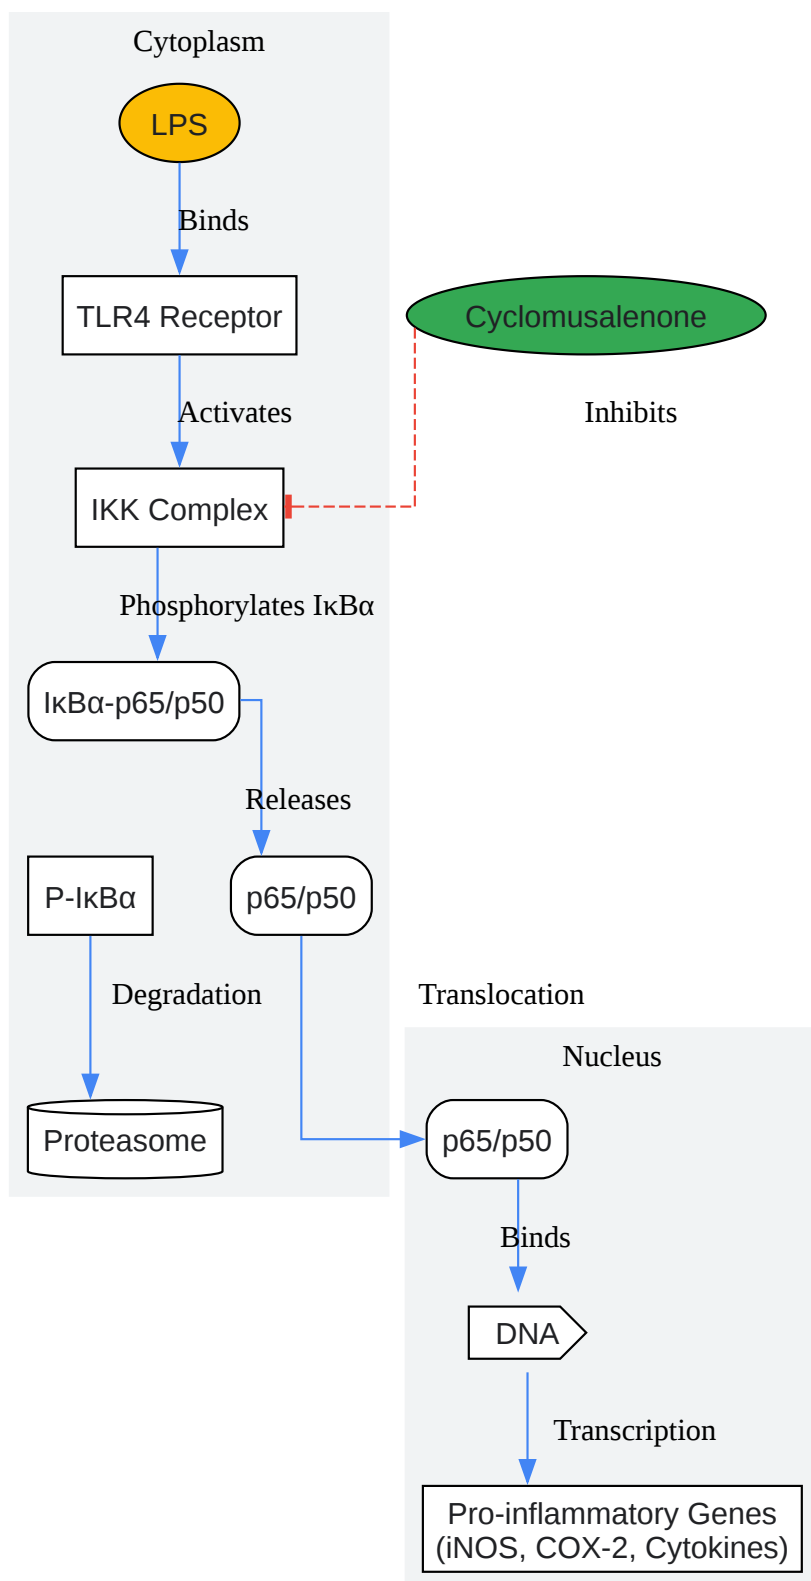 Cytoplasm
LPS
Binds
TLR4 Receptor
Cyclomusalenone
Activates
Inhibits
IKK Complex
Phosphorylates IκBα
IκBα-p65/p50
Releases
P-IκBα
p65/p50
Degradation
Translocation
Nucleus
Proteasome
p65/p50
Binds
DNA
Transcription
Pro-inflammatory Genes
(iNOS, COX-2, Cytokines)